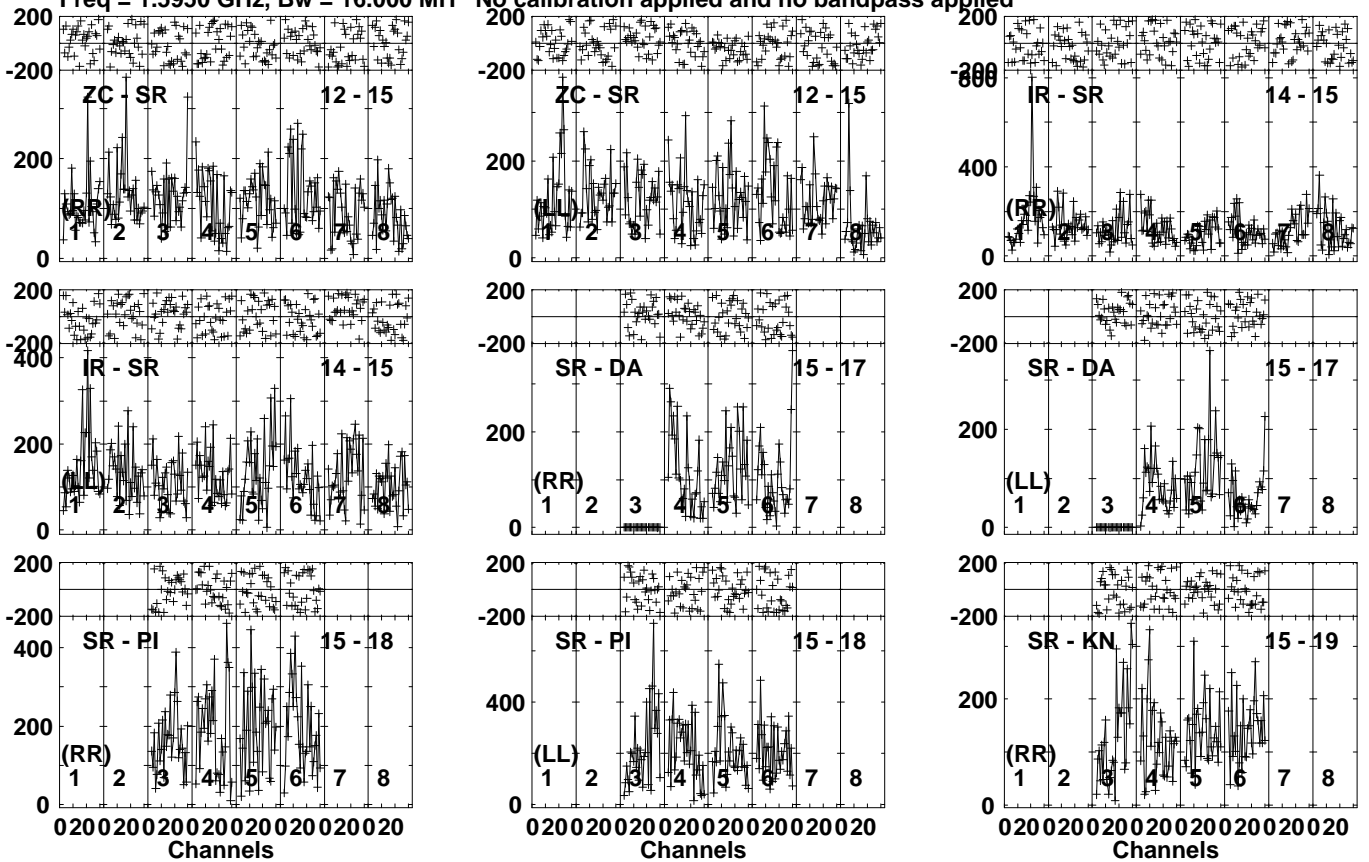 Freq = 1.5950 GHz, Bw = 16.000 MH No calibration applied and no bandpass applied
200 200 200
-200 -200 -200
800
ZC - SR 12 - 15 ZC - SR 12 - 15 IR - SR 14 - 15
200 200 400
200
(RR) (LL) (RR)
1 2 3 4 5 6 7 8 1 2 3 4 5 6 7 8 1 2 3 4 5 6 7 8
0 0 0
200 200 200
-200 -200 -200
400
IR - SR 14 - 15 SR - DA 15 - 17 SR - DA 15 - 17
200 200 200
(LL) (RR) (LL)
1 2 3 4 5 6 7 8 1 2 3 4 5 6 7 8 1 2 3 4 5 6 7 8
0 0 0
200 200 200
-200 -200 -200
SR - PI 15 - 18 SR - PI 15 - 18 SR - KN 15 - 19
400 400 200
200
(RR) (LL) (RR)
1 2 3 4 5 6 7 8 1 2 3 4 5 6 7 8 1 2 3 4 5 6 7 8
0 0 0
0 20 0 20 0 20 0 20 0 20 0 20 0 20 0 20 0 20 0 20 0 20 0 20 0 20 0 20 0 20 0 20 0 20 0 20 0 20 0 20 0 20 0 20 0 20 0 20
Channels Channels Channels